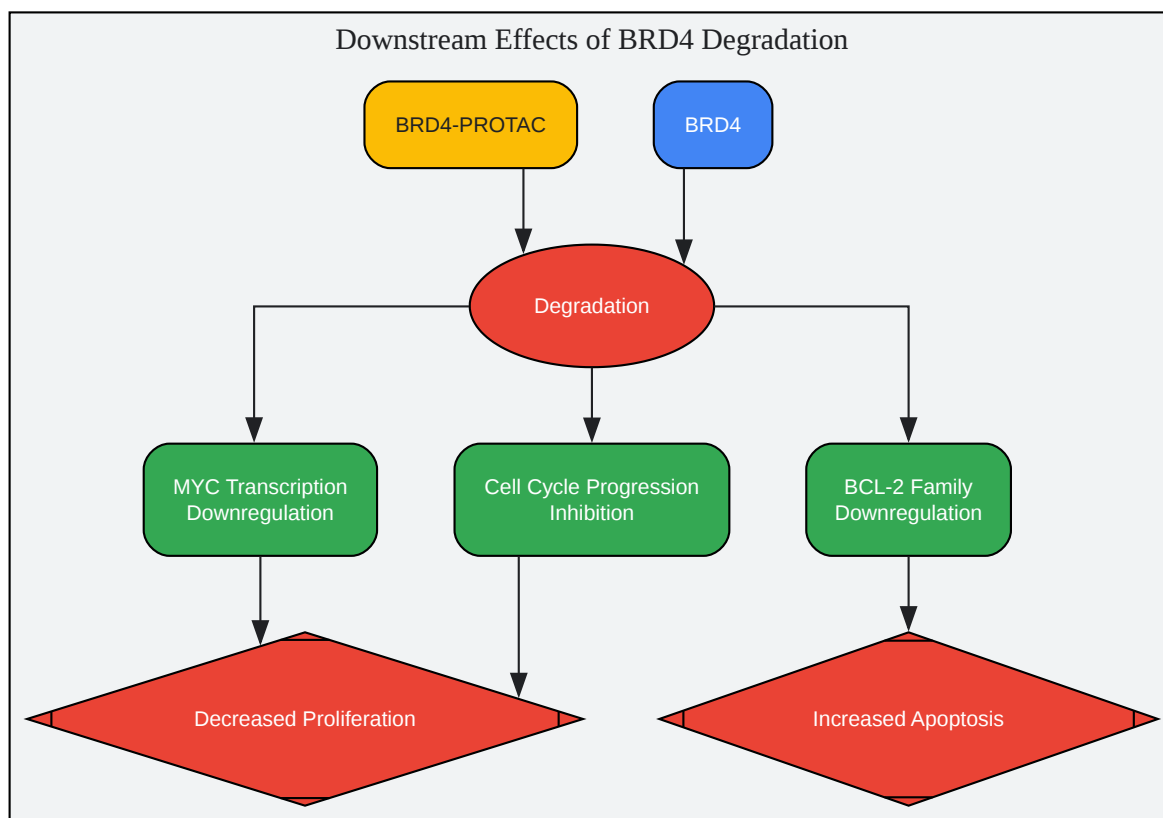 Downstream Effects of BRD4 Degradation
BRD4-PROTAC
BRD4
Degradation
MYC Transcription
Downregulation
Cell Cycle Progression
Inhibition
BCL-2 Family
Downregulation
Decreased Proliferation
Increased Apoptosis